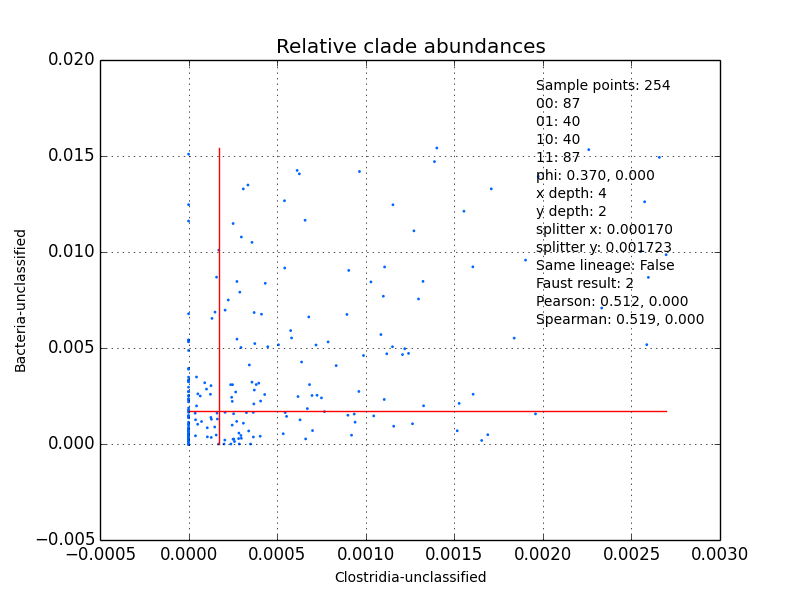 Relative clade abundances
0.020
0.015
0.010
0.005
0.000
−0.005
Bacteria-unclassified
Sample points: 254
00: 87
01: 40
10: 40
11: 87
phi: 0.370, 0.000
x depth: 4
y depth: 2
splitter x: 0.000170
splitter y: 0.001723
Same lineage: False
Faust result: 2
Pearson: 0.512, 0.000
Spearman: 0.519, 0.000
−0.0005 0.0000 0.0005 0.0010 0.0015 0.0020 0.0025 0.0030
Clostridia-unclassified